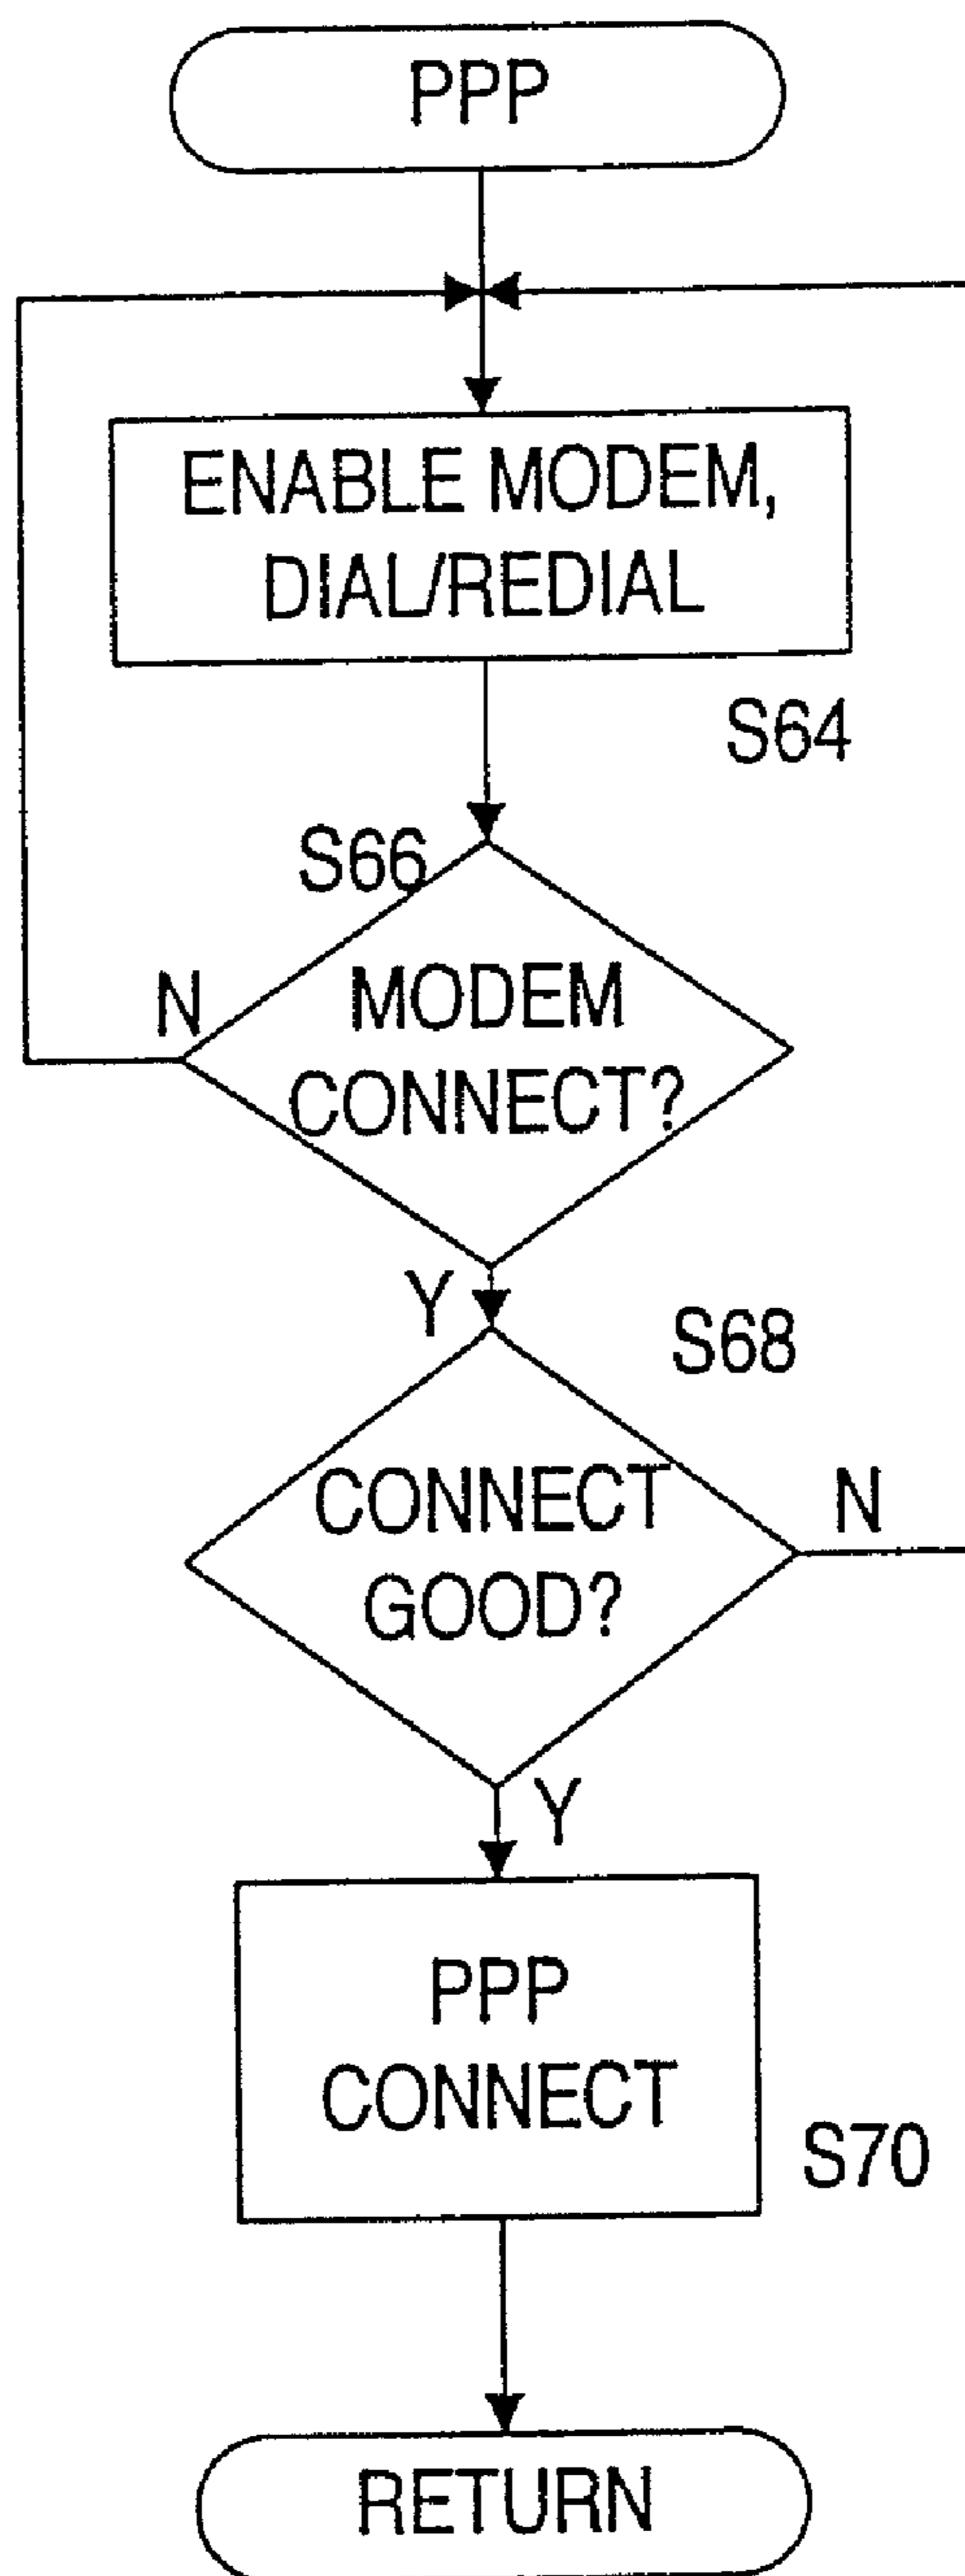 PPP
ENABLE MODEM,
DIAL/REDIAL
S64
S66
N
MODEM
CONNECT?
Y
S68
CONNECT
GOOD?
N
Y
PPP
CONNECT
S70
RETURN